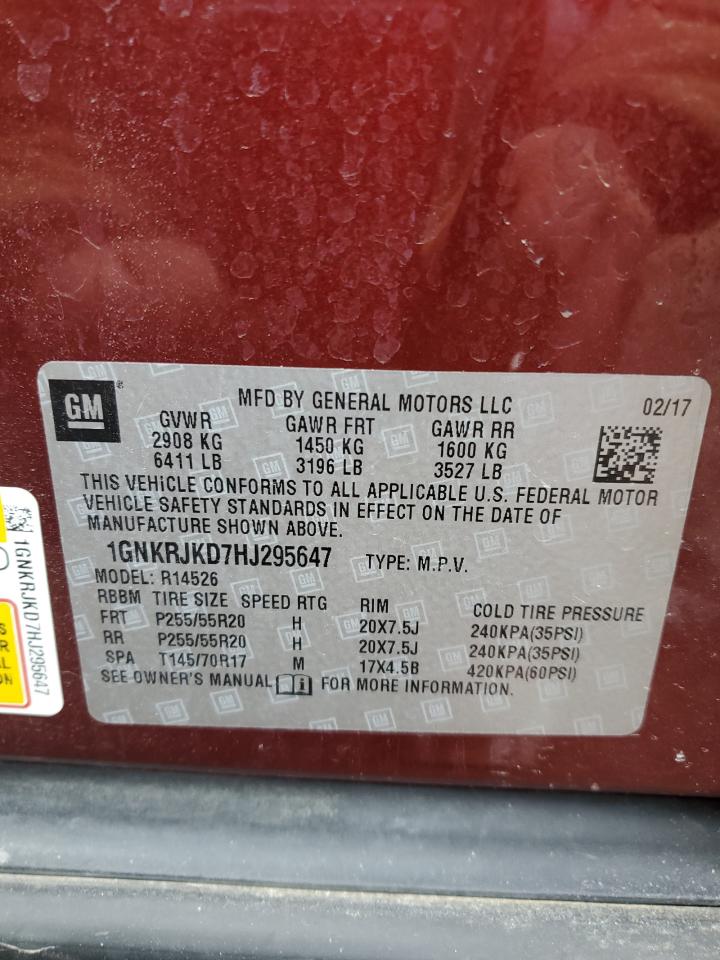 GM
MFD BY GENERAL MOTORS LLC 02/17
GVWR GAWR FRT GAWR RR
2908 KG 1450 KG 1600 KG
6411 LB 3196 LB 3527 LB
THIS VEHICLE CONFORMS TO ALL APPLICABLE U.S. FEDERAL MOTOR
VEHICLE SAFETY STANDARDS IN EFFECT ON THE DATE OF
MANUFACTURE SHOWN ABOVE.
1GNKRJKD7HJ295647 TYPE: M.P.V.
MODEL: R14526
RBBM TIRE SIZE SPEED RTG RIM COLD TIRE PRESSURE
FRT P255/55R20 H 20X7.5J 240KPA(35PSI)
RR P255/55R20 H 20X7.5J 240KPA(35PSI)
SPA T145/70R17 M 17X4.5B 420KPA(60PSI)
SEE OWNER'S MANUAL FOR MORE INFORMATION.
1GNKRJKD7HJ295647